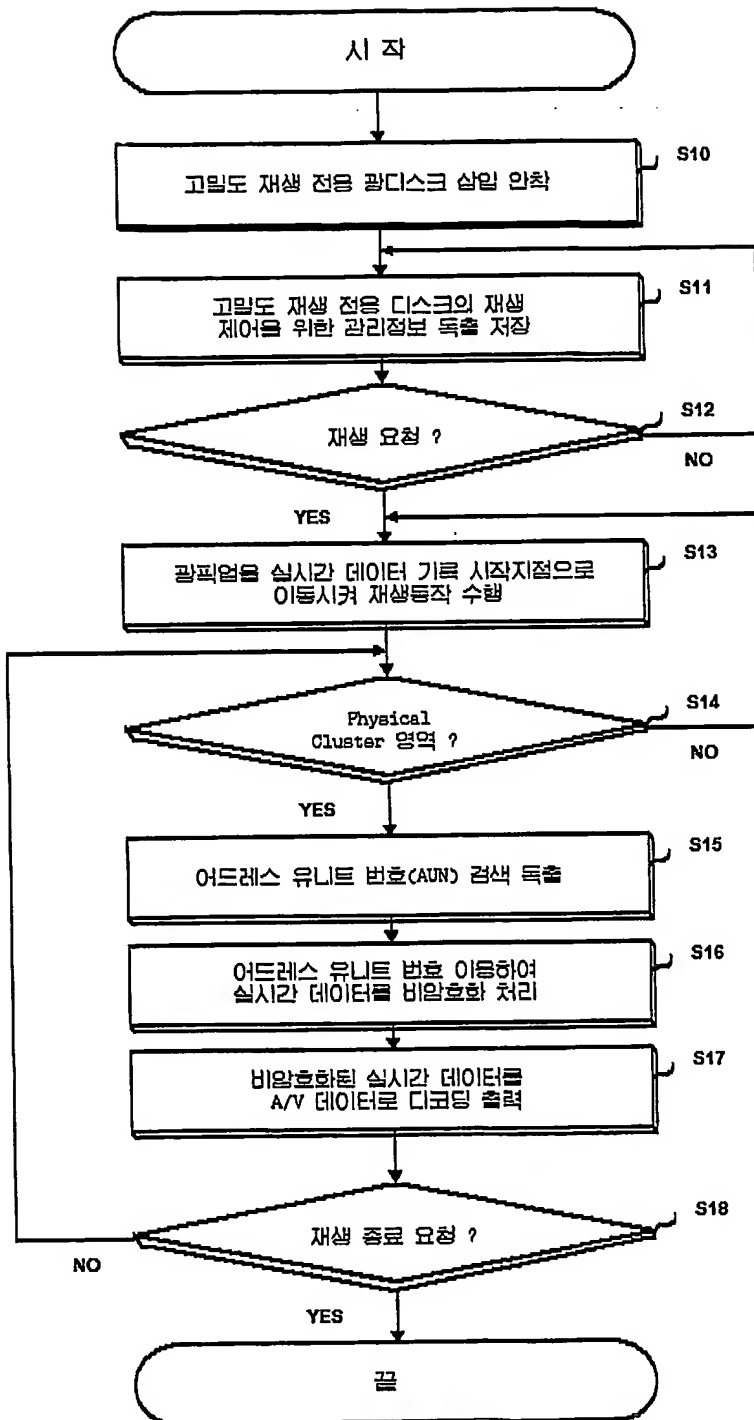 시 작
S10
고밀도 재생 전용 광디스크 삽입 안착
S11
고밀도 재생 전용 디스크의 재생
제어을 위한 관리정보 독출 저장
S12
재생 요청 ?
NO
YES
S13
광픽업을 실시간 데이터 기록 시작지점으로
이동시켜 재생동작 수행
S14
Physical
Cluster 영역 ?
NO
YES
S15
어드레스 유니트 번호(AUN) 검색 독출
S16
어드레스 유니트 번호 이용하여
실시간 데이터를 비암호화 처리
S17
비암호화된 실시간 데이터를
A/V 데이터로 디코딩 출력
S18
재생 종료 요청 ?
NO
YES
끝